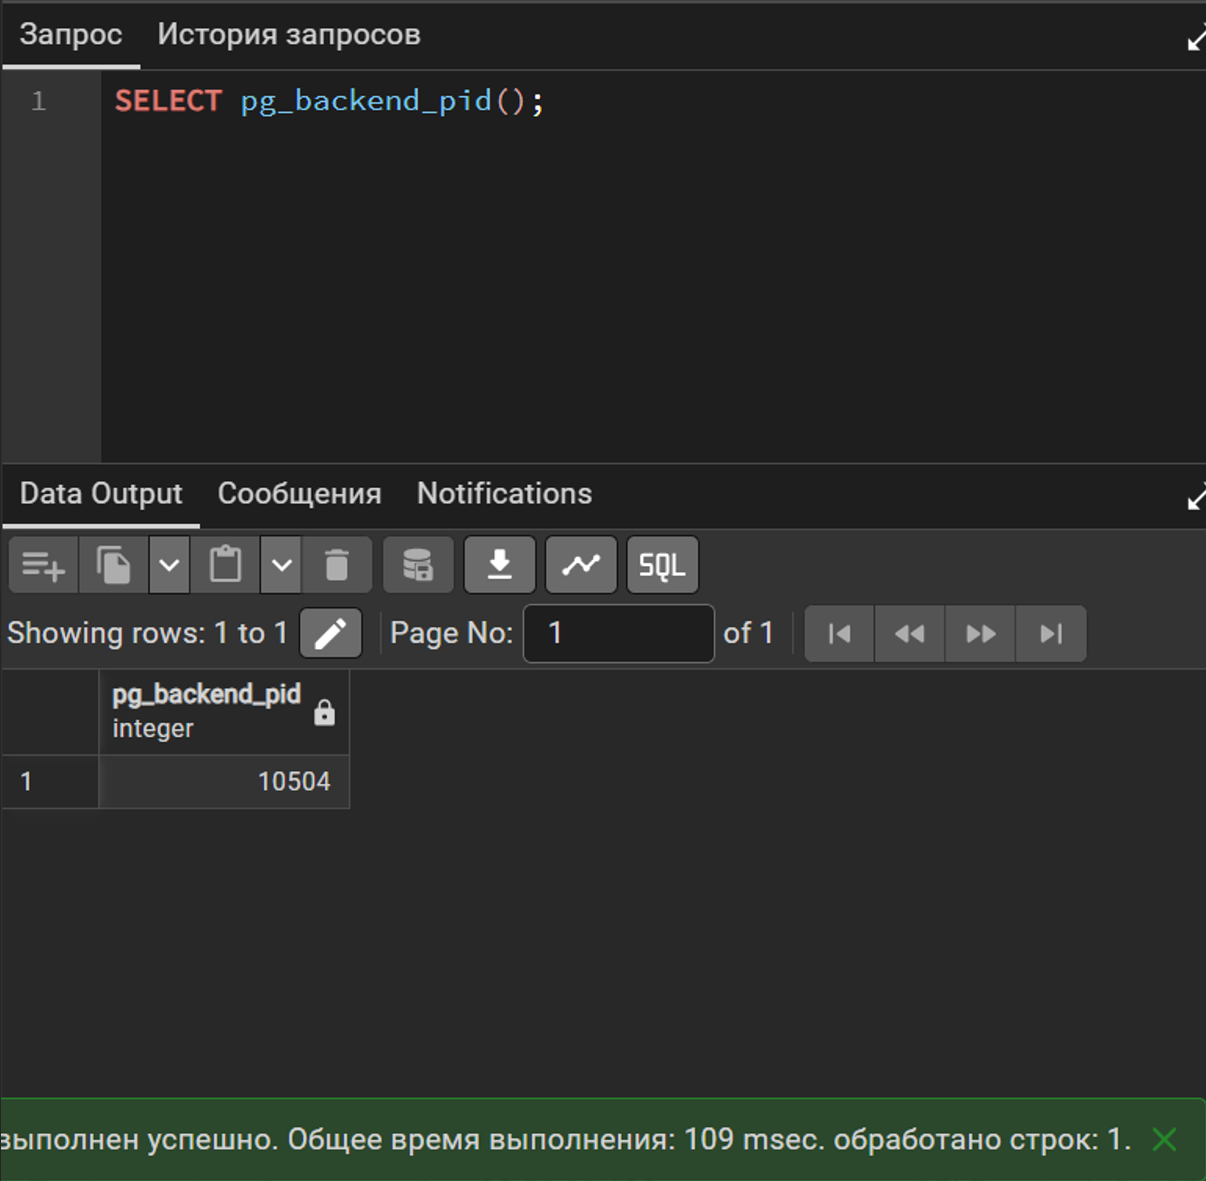 Запрос История запросов
1 SELECT pg_backend_pid();
Data Output Сообщения Notifications
SQL
Showing rows: 1 to 1 Page No: 1 of 1
pg_backend_pid
integer
1 10504
выполнен успешно. Общее время выполнения: 109 msec. обработано строк: 1.